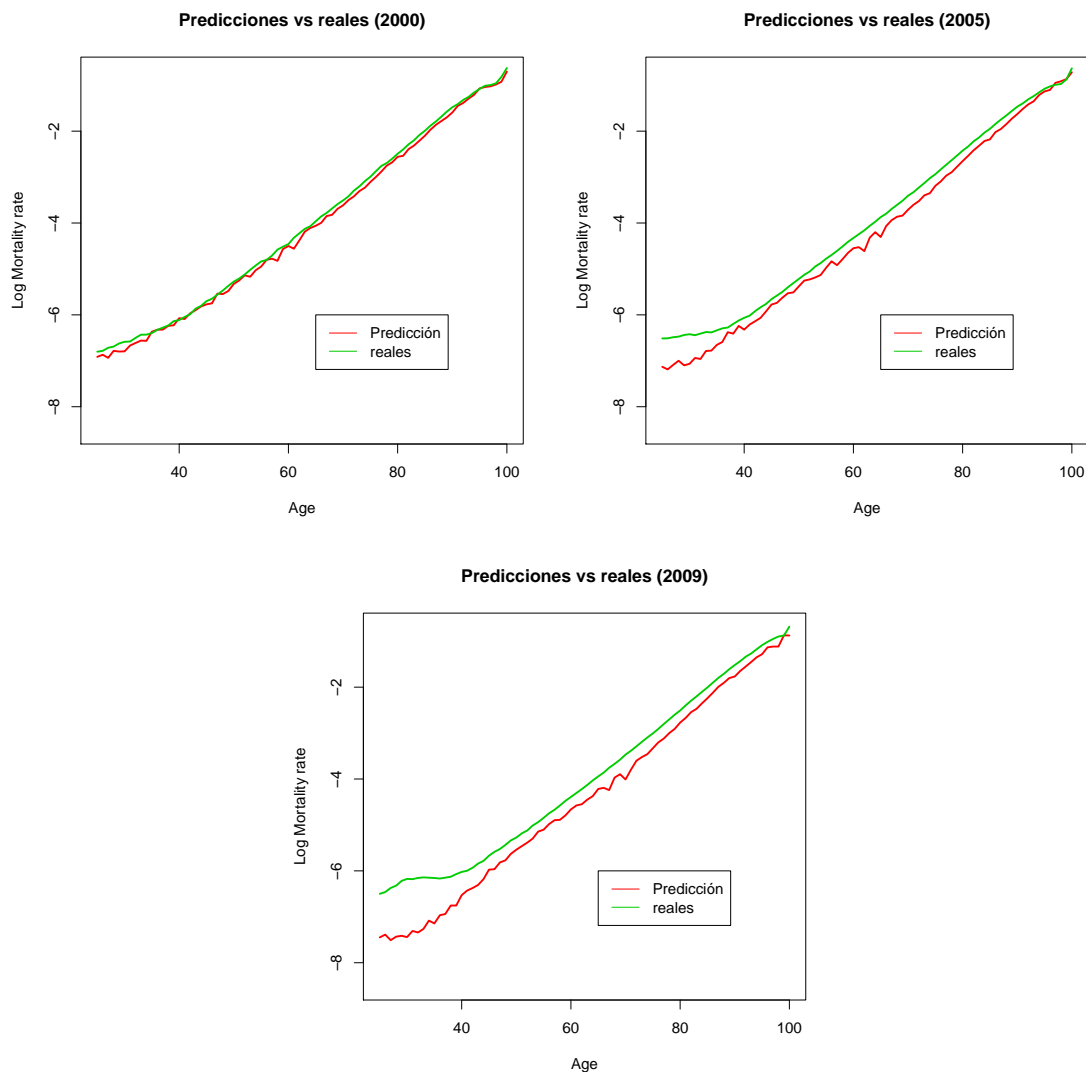 Predicciones vs reales (2000)
Log Mortality rate
−2
−4
−6
−8
Predicción
reales
40
60
80
100
Age
Predicciones vs reales (2005)
Log Mortality rate
−2
−4
−6
−8
Predicción
reales
40
60
80
100
Age
Predicciones vs reales (2009)
Log Mortality rate
−2
−4
−6
−8
Predicción
reales
40
60
80
100
Age